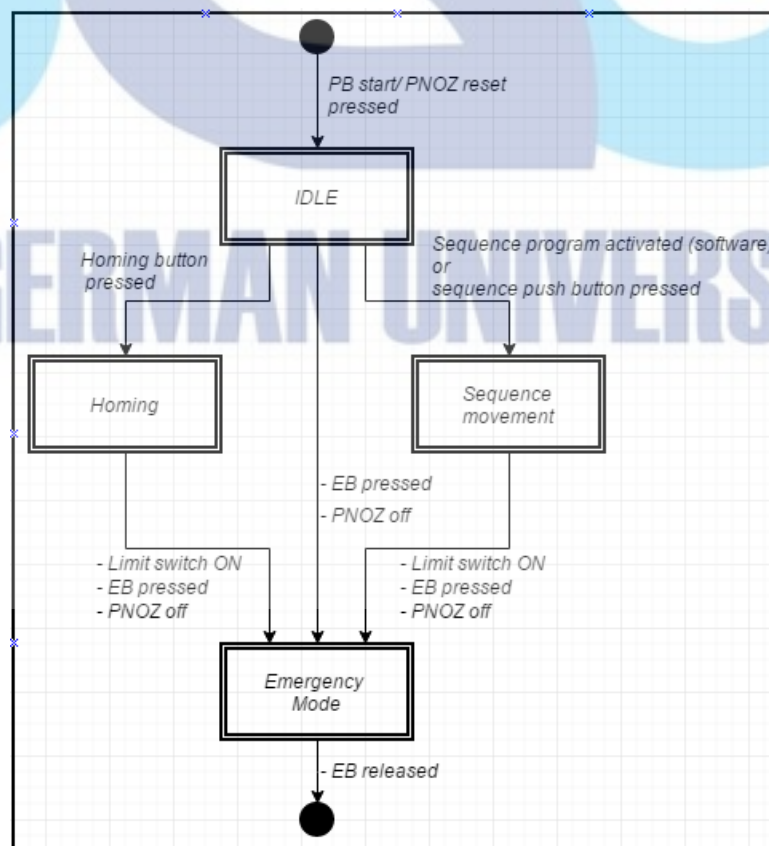 PB start/ PNOZ reset
pressed
IDLE
Homing button
pressed
Sequence program activated (software)
or
sequence push button pressed
GERMAN UNIVERS
Homing
Sequence
movement
- EB pressed
- PNOZ off
- Limit switch ON
- EB pressed
- PNOZ off
- Limit switch ON
- EB pressed
- PNOZ off
Emergency
Mode
- EB released